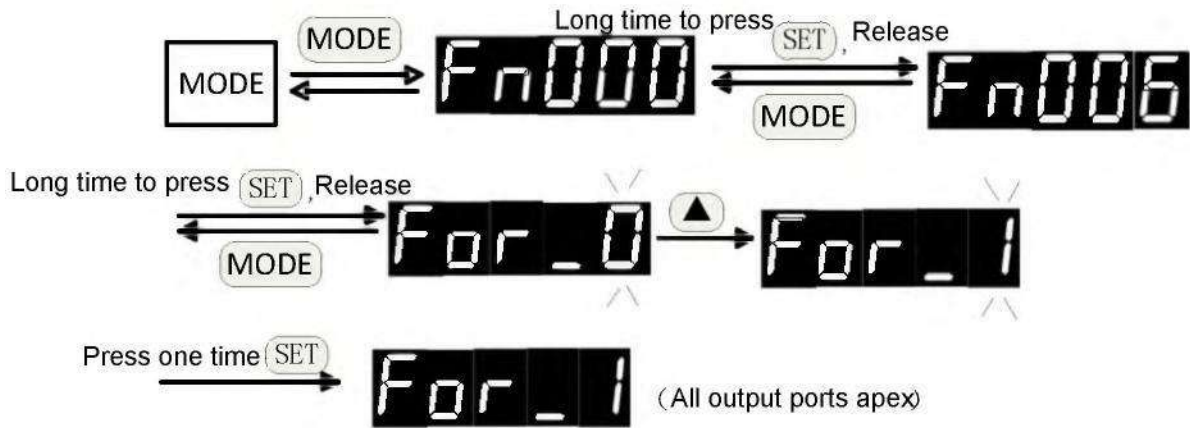 Long time to press SET, Release
MODE MODE Fn000 MODE Fn006
Long time to press SET, Release
MODE For_0 ▲ For_1
Press one time SET For_1 (All output ports apex)